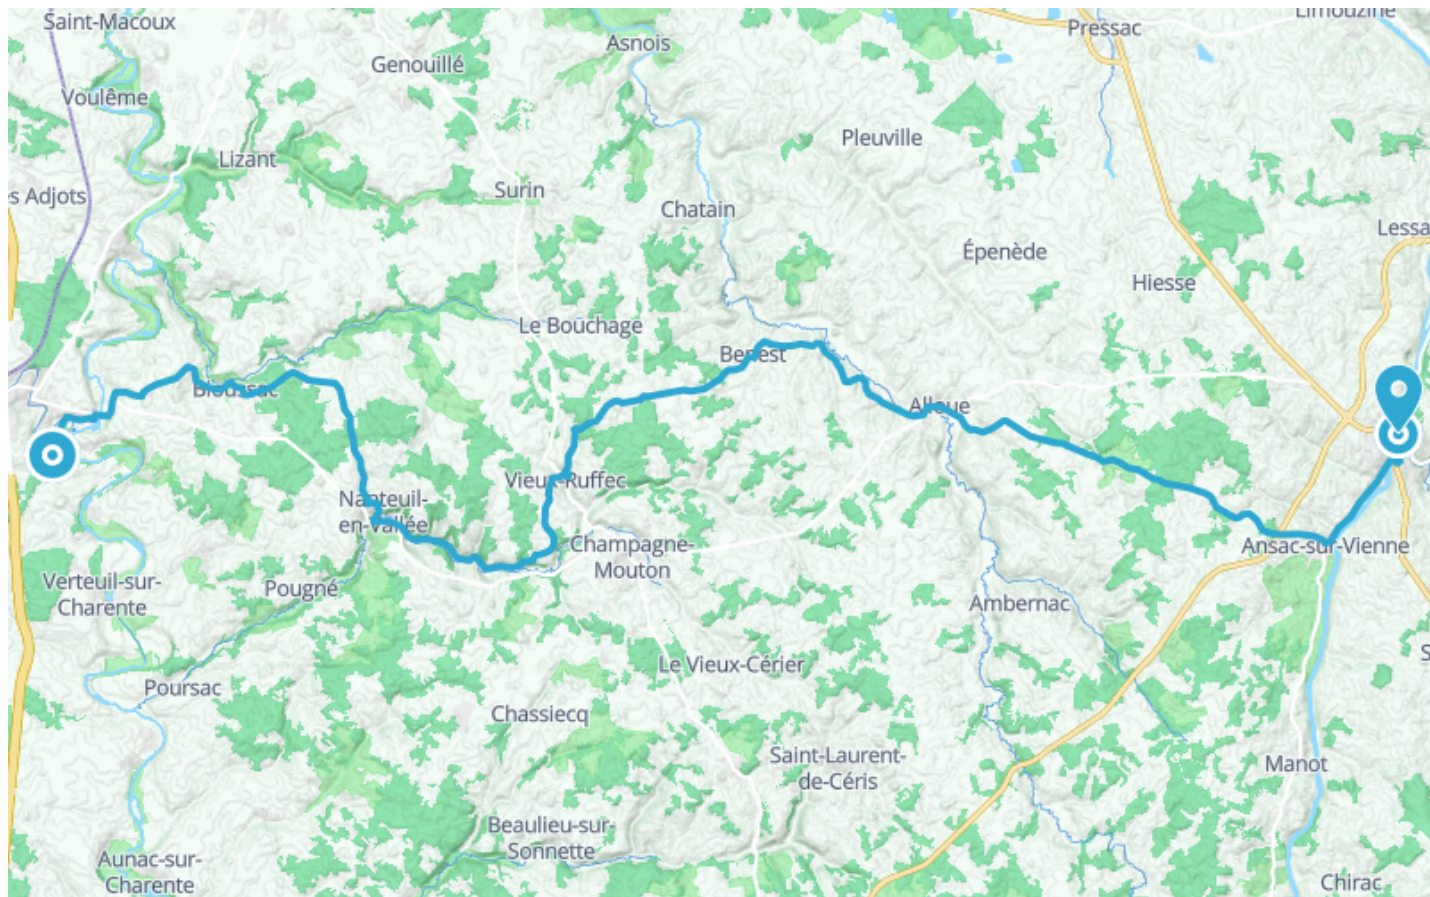 Limouzine
Saint-Macoux
Pressac
Asnois
Genouillé
Voulême
Pleuville
Lizant
Surin
s Adjots
Chatain
Lessa
Épenède
Hiesse
Le Bouchage
Benest
Bioussac
Alloue
Vieux-Ruffec
Nanteuil-
en-Vallée
Champagne-
Mouton
Ansac-sur-Vienne
Verteuil-sur-
Charente
Pougné
Ambernac
S
Le Vieux-Cérier
Poursac
Chassiecq
Saint-Laurent-
de-Céris
Manot
Beaulieu-sur-
Sonnette
Aunac-sur-
Charente
Chirac